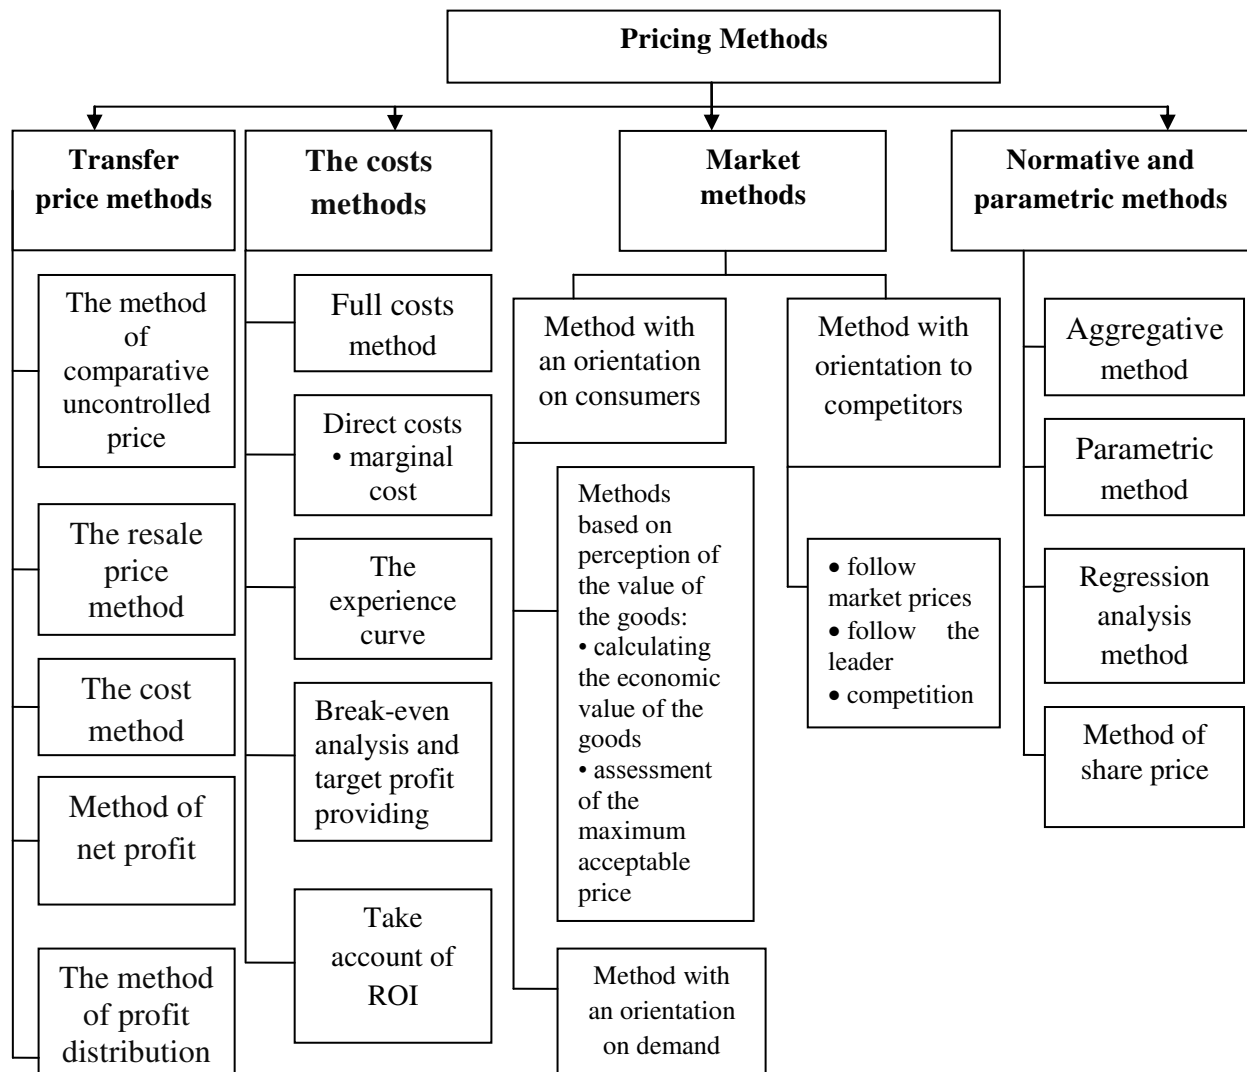 Pricing Methods
Transfer
price methods
The costs
methods
Market
methods
Normative and
parametric methods
The method
of
comparative
uncontrolled
price
The resale
price
method
The cost
method
Method of
net profit
The method
of profit
distribution
Full costs
method
Direct costs
• marginal
cost
The
experience
curve
Break-even
analysis and
target profit
providing
Take
account of
ROI
Method with
an orientation
on consumers
Methods
based on
perception of
the value of
the goods:
• calculating
the economic
value of the
goods
• assessment
of the
maximum
acceptable
price
Method with
an orientation
on demand
Method with
orientation to
competitors
• follow
market prices
• follow the
leader
• competition
Aggregative
method
Parametric
method
Regression
analysis
method
Method of
share price